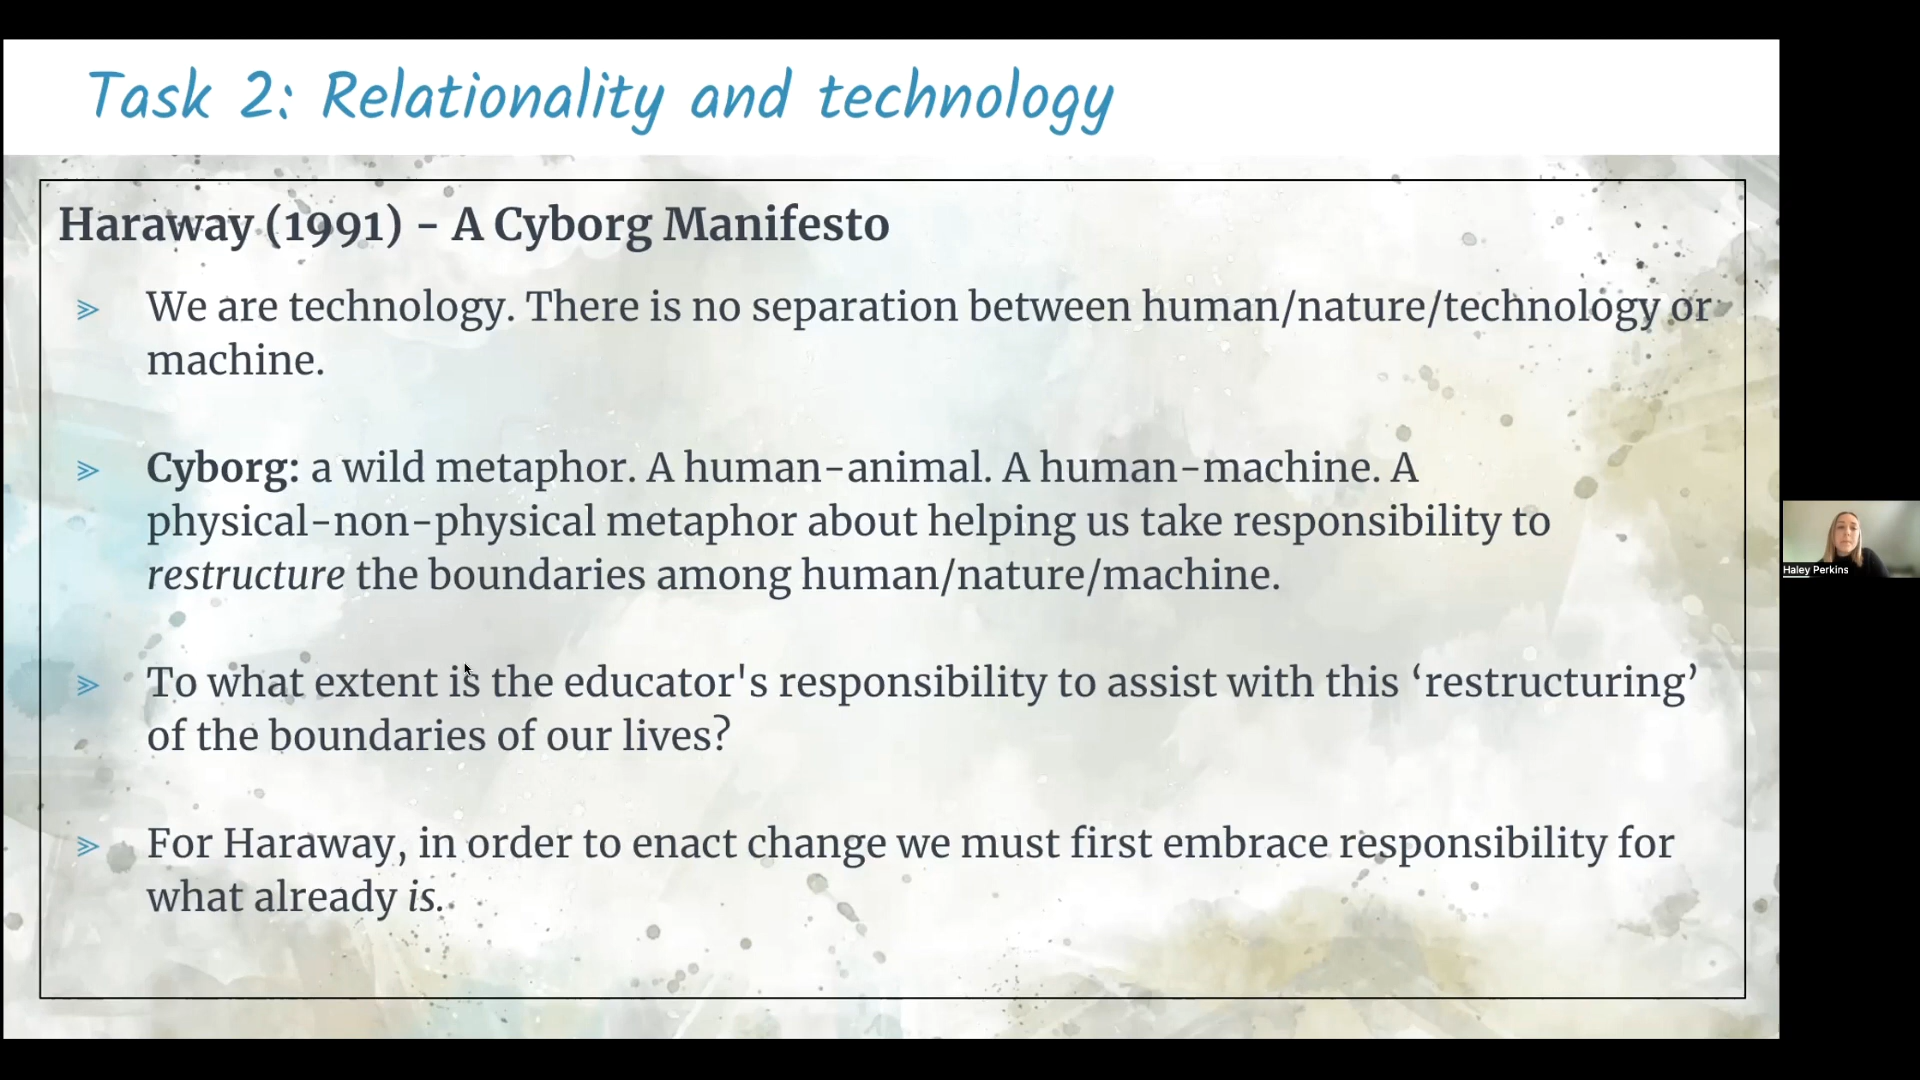 Task 2: Relationality and technology
Haraway (1991) - A Cyborg Manifesto
We are technology. There is no separation between human/nature/technology or
machine.
Cyborg: a wild metaphor. A human-animal. A human-machine. A
physical-non-physical metaphor about helping us take responsibility to
restructure the boundaries among human/nature/machine.
To what extent is the educator's responsibility to assist with this ‘restructuring’
of the boundaries of our lives?
For Haraway, in order to enact change we must first embrace responsibility for
what already is.
Haley Perkins